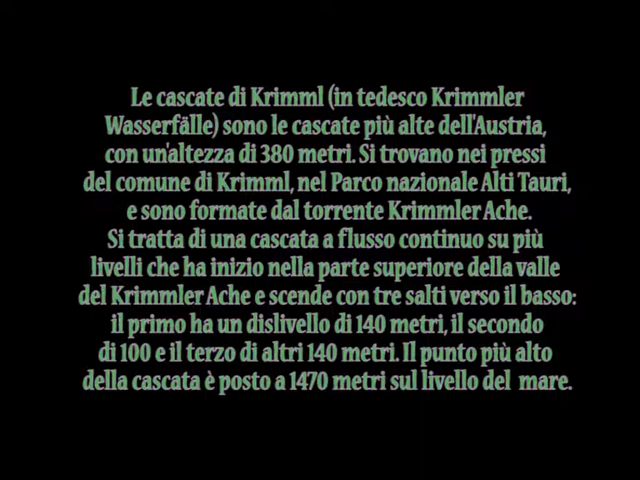 Le cascate di Krimml (in tedesco Krimmler
Wasserfälle) sono le cascate più alte dell'Austria,
con un'altezza di 380 metri. Si trovano nei pressi
del comune di Krimml, nel Parco nazionale Alti Tauri,
e sono formate dal torrente Krimmler Ache.
Si tratta di una cascata a flusso continuo su più
livelli che ha inizio nella parte superiore della valle
del Krimmler Ache e scende con tre salti verso il basso:
il primo ha un dislivello di 140 metri, il secondo
di 100 e il terzo di altri 140 metri. Il punto più alto
della cascata è posto a 1470 metri sul livello del mare.